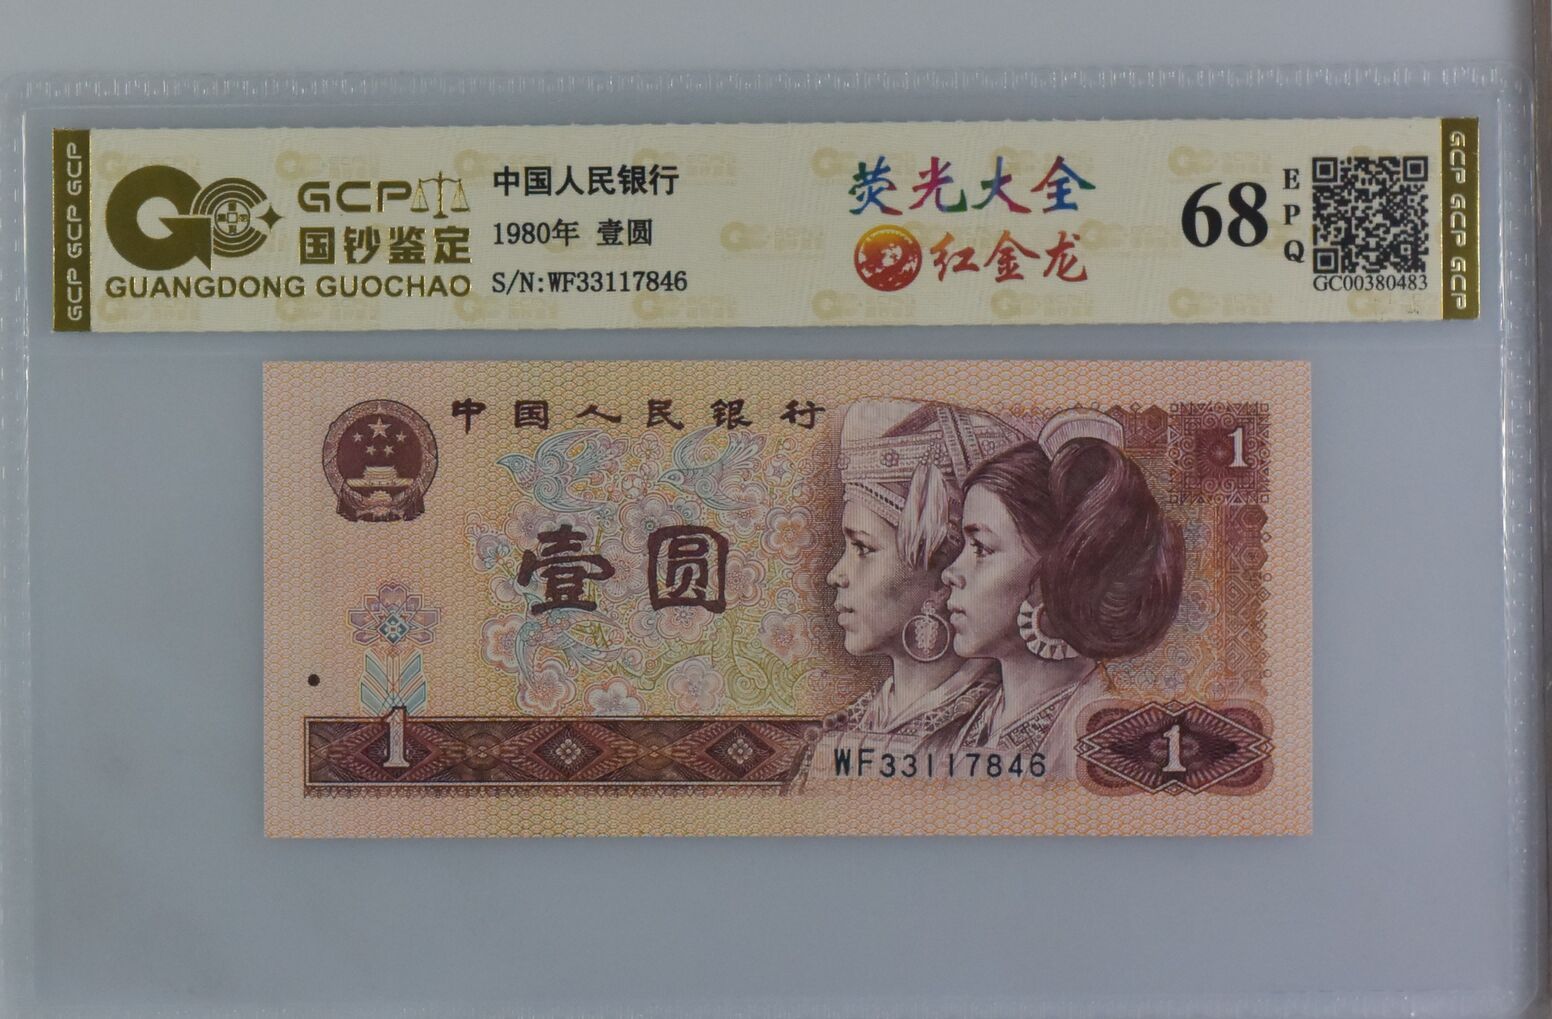 GCP GCP GCP
GCP
国钞鉴定
GUANGDONG GUOCHAO
中国人民银行
1980年 壹圆
S/N:WF33117846
荧光大全
红金龙
68
EPQ
GC00380483
GCP GCP GCP
中国人民银行
1
壹圆
1
WF33117846
1